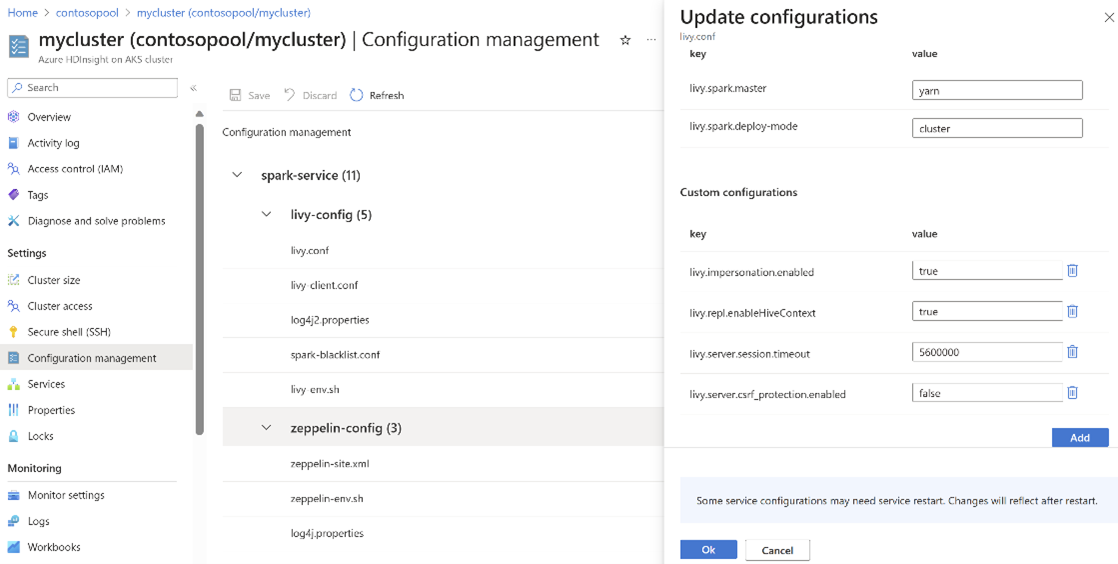 Home > contosopool > mycluster (contosopool/mycluster)
mycluster (contosopool/mycluster) | Configuration management
Azure HDInsight on AKS cluster
Search
Overview
Activity log
Access control (IAM)
Tags
Diagnose and solve problems
Settings
Cluster size
Cluster access
Secure shell (SSH)
Configuration management
Services
Properties
Locks
Monitoring
Monitor settings
Logs
Workbooks
Save Discard Refresh
Configuration management
spark-service (11)
livy-config (5)
livy.conf
livy-client.conf
log4j2.properties
spark-blacklist.conf
livy-env.sh
zeppelin-config (3)
zeppelin-site.xml
zeppelin-env.sh
log4j.properties
Update configurations
livy.conf
key value
livy.spark.master yarn
livy.spark.deploy-mode cluster
Custom configurations
key value
livy.impersonation.enabled true
livy.repl.enableHiveContext true
livy.server.session.timeout 5600000
livy.server.csrf_protection.enabled false
Add
Some service configurations may need service restart. Changes will reflect after restart.
Ok Cancel